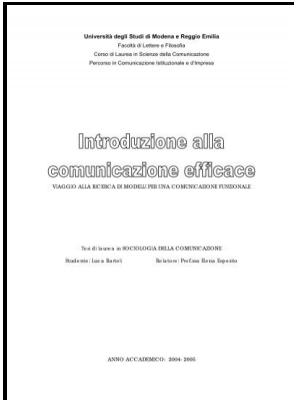 Università degli Studi di Modena e Reggio Emilia
Facoltà di Lettere e Filosofia
Corso di Laurea in Scienze della Comunicazione
Percorso in Comunicazione Istituzionale e d'Impresa
Introduzione alla
comunicazione efficace
VIAGGIO ALLA RICERCA DI MODELLI PER UNA COMUNICAZIONE FUNZIONALE
Tesi di laurea in SOCIOLOGIA DELLA COMUNICAZIONE
Studente: Luca Bartoli Relatore: Prof.ssa Elena Esposito
ANNO ACCADEMICO: 2004-2005